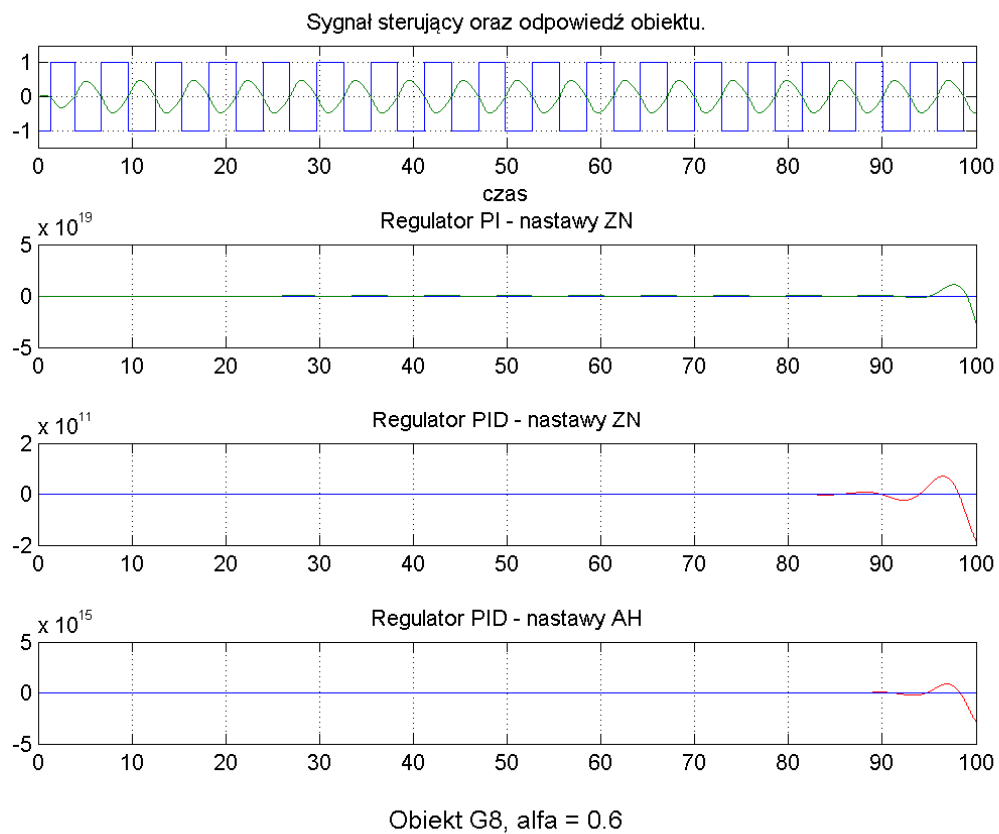 Sygnał sterujący oraz odpowiedź obiektu.
1
0
-1
0 10 20 30 40 50 60 70 80 90 100
czas
Regulator PI - nastawy ZN
x 10^19
5
0
-5
0 10 20 30 40 50 60 70 80 90 100
Regulator PID - nastawy ZN
x 10^11
2
0
-2
0 10 20 30 40 50 60 70 80 90 100
Regulator PID - nastawy AH
x 10^15
5
0
-5
0 10 20 30 40 50 60 70 80 90 100
Obiekt G8, alfa = 0.6